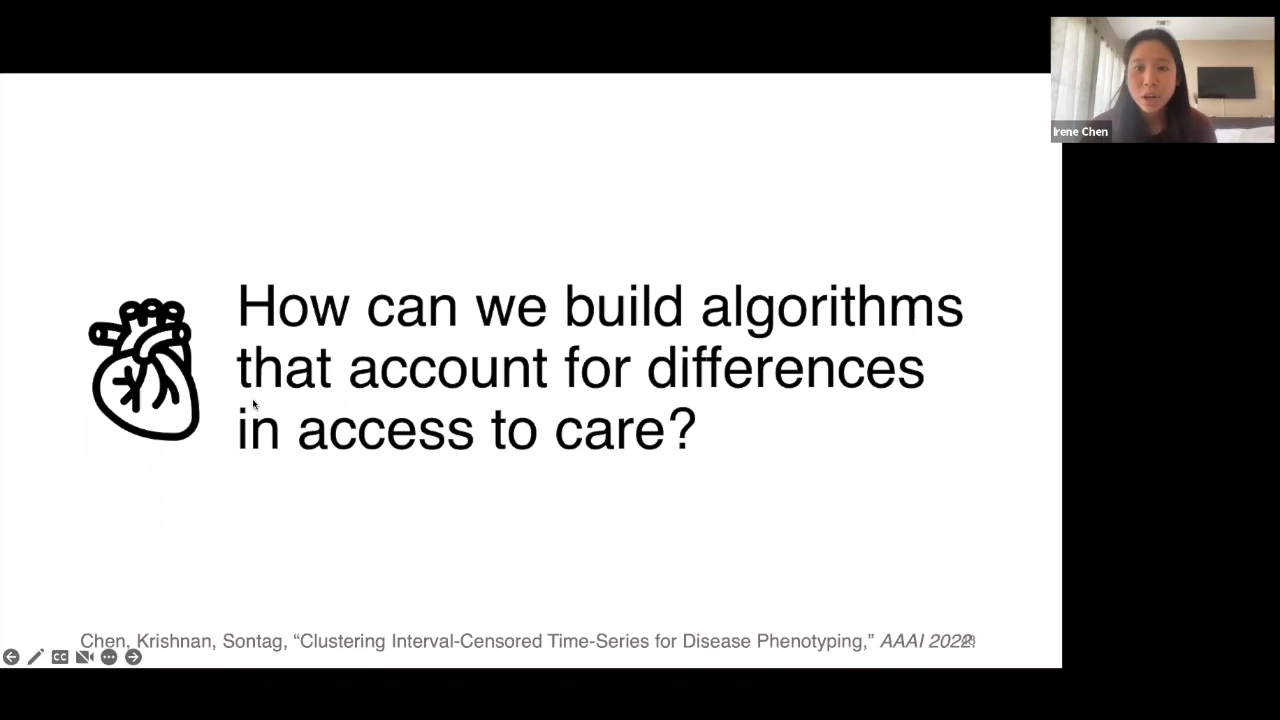 Irene Chen
How can we build algorithms
that account for differences
in access to care?
Chen, Krishnan, Sontag, “Clustering Interval-Censored Time-Series for Disease Phenotyping,” AAAI 2022.
CC